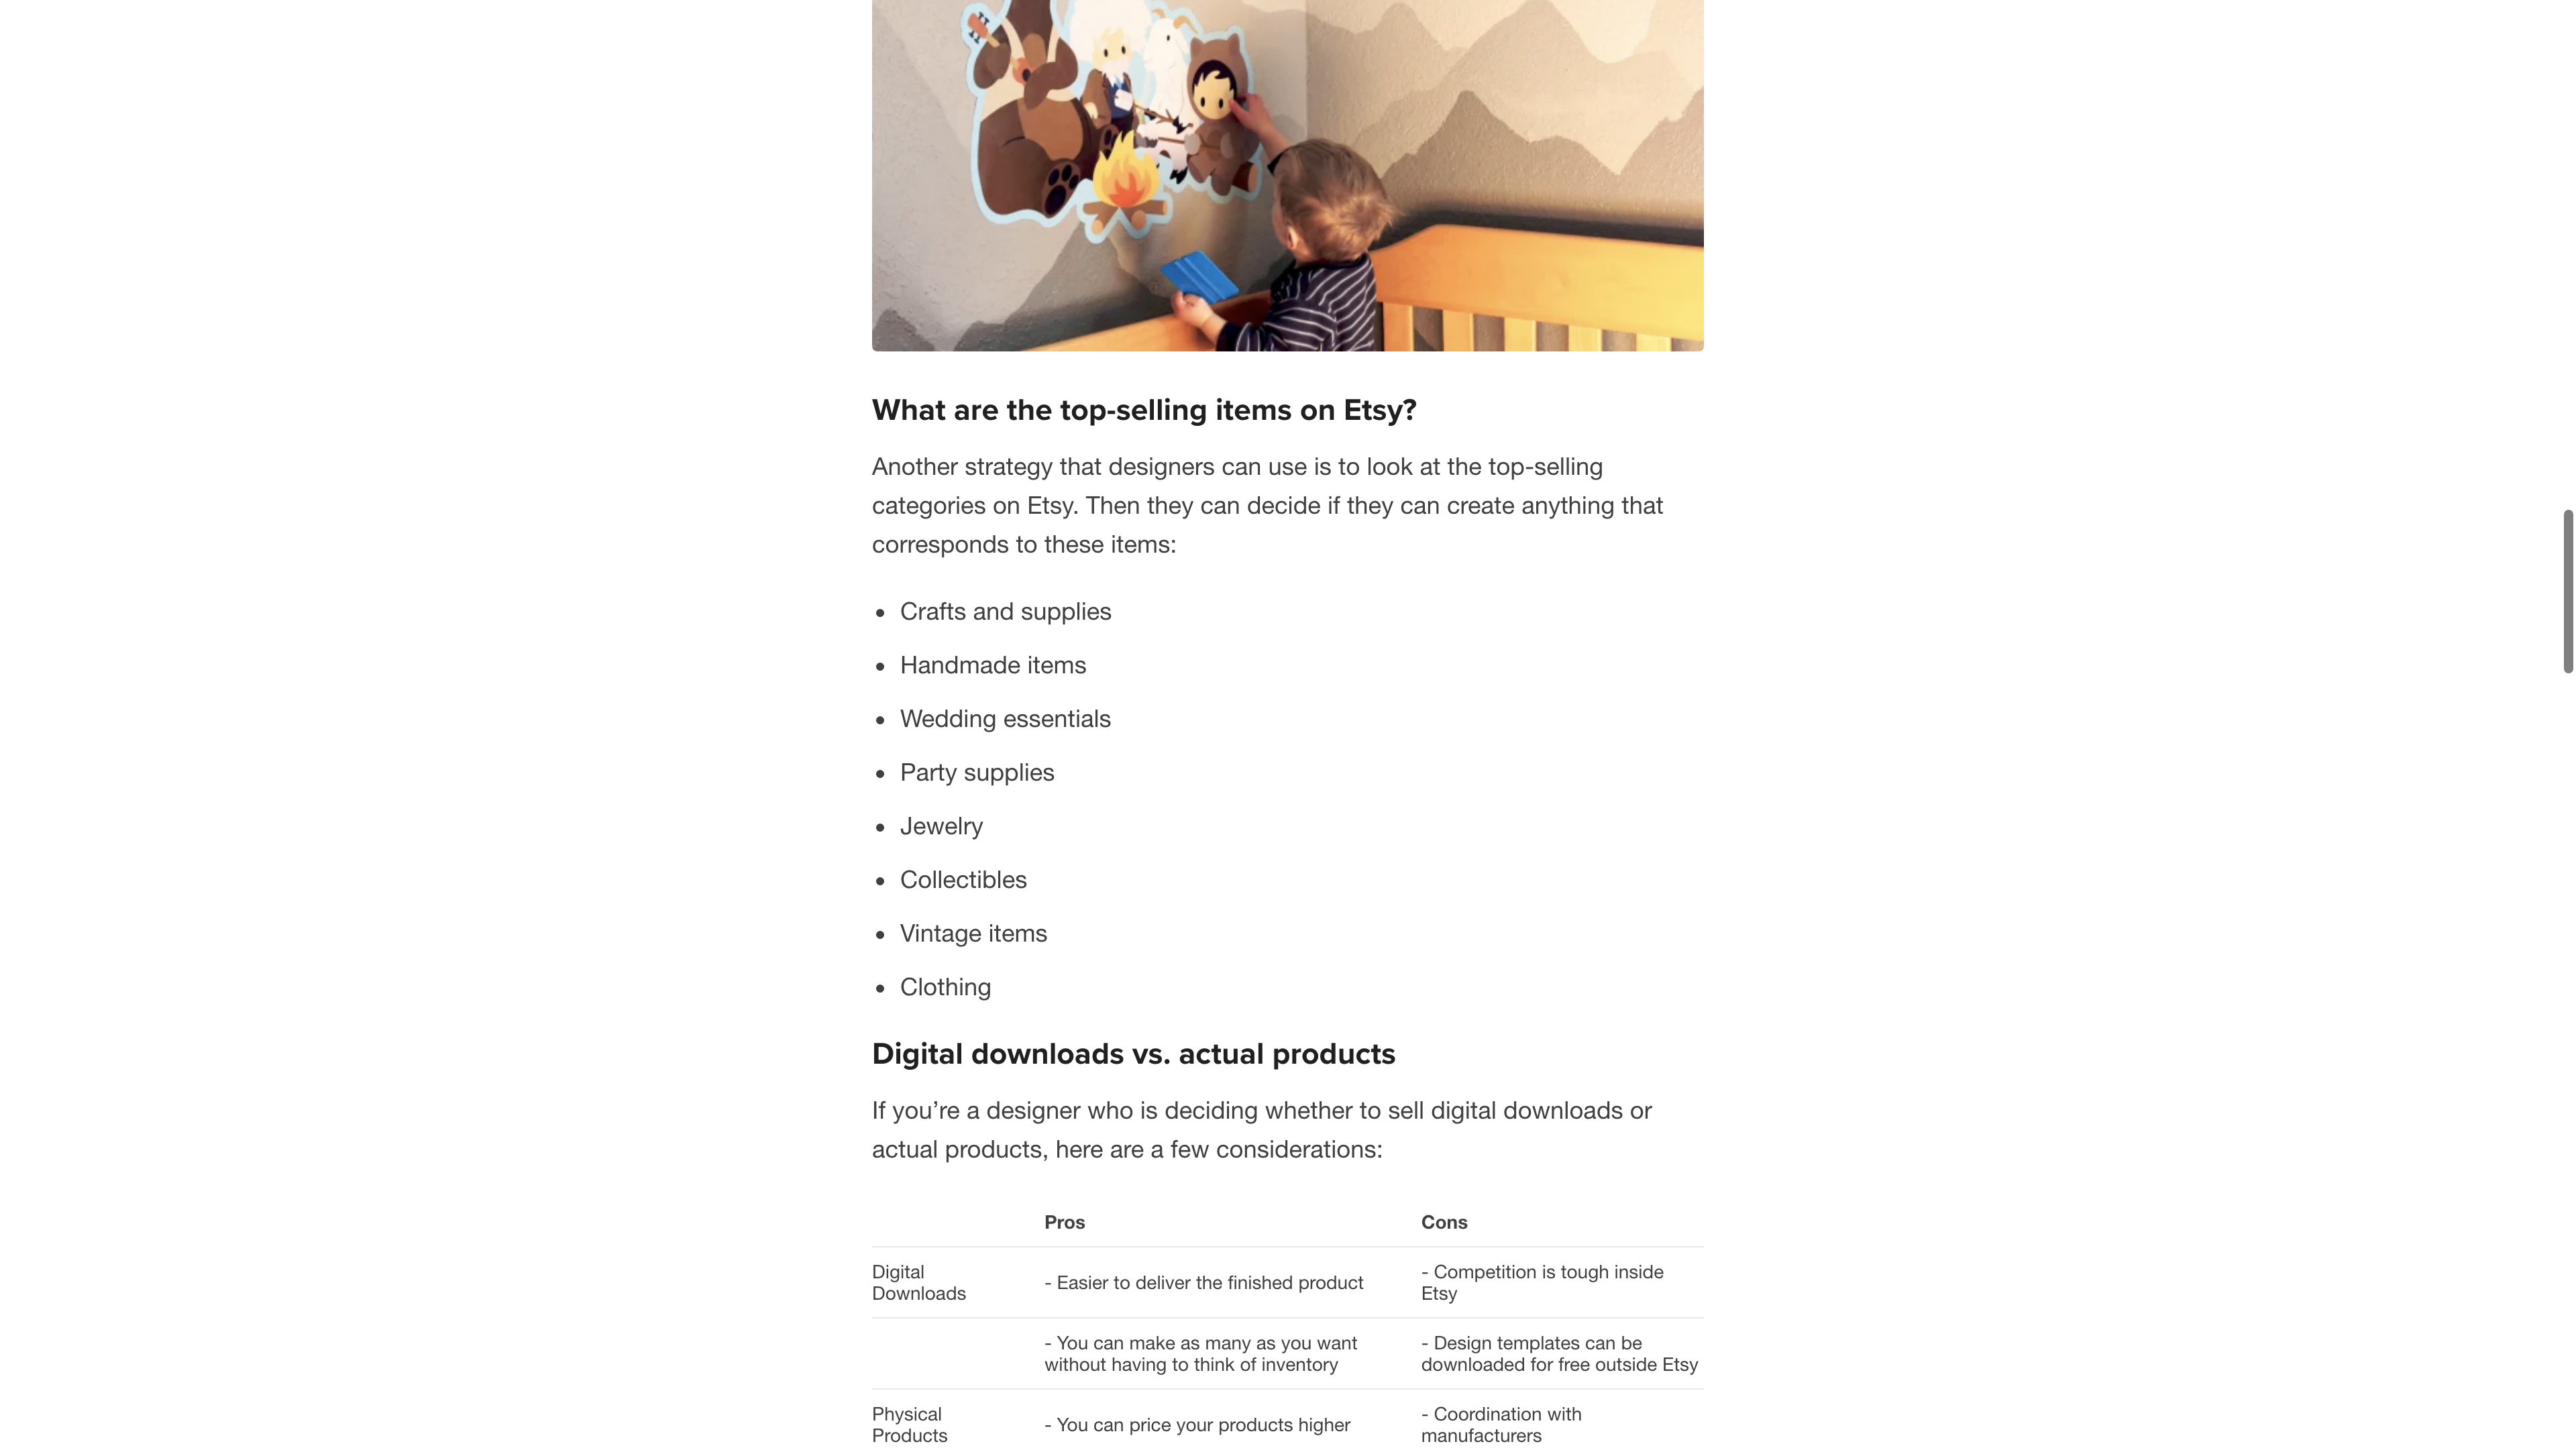 What are the top-selling items on Etsy?
Another strategy that designers can use is to look at the top-selling
categories on Etsy. Then they can decide if they can create anything that
corresponds to these items:
• Crafts and supplies
• Handmade items
• Wedding essentials
• Party supplies
• Jewelry
• Collectibles
• Vintage items
• Clothing
Digital downloads vs. actual products
If you’re a designer who is deciding whether to sell digital downloads or
actual products, here are a few considerations:
Pros
Cons
Digital
Downloads
- Easier to deliver the finished product
- Competition is tough inside
Etsy
- You can make as many as you want
without having to think of inventory
- Design templates can be
downloaded for free outside Etsy
Physical
Products
- You can price your products higher
- Coordination with
manufacturers